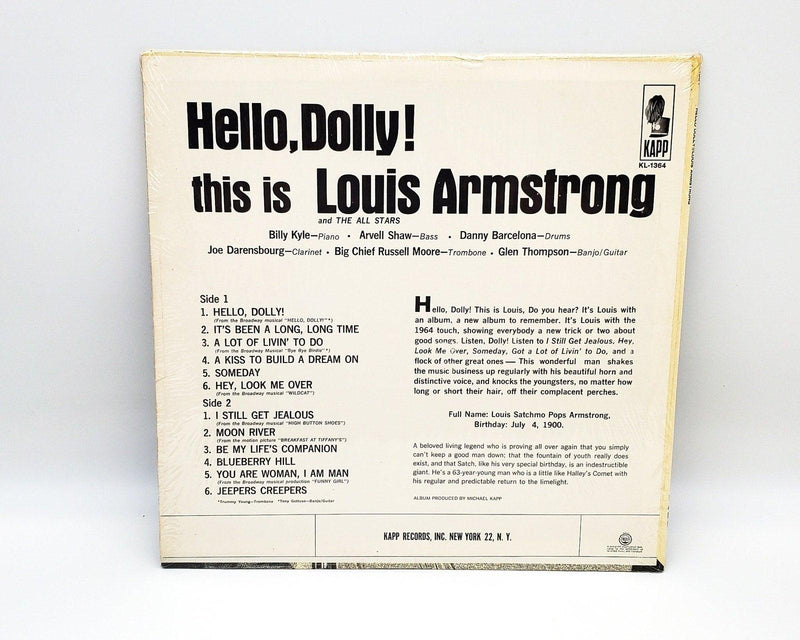 Hello, Dolly!
KAPP
KL-1364
this is Louis Armstrong
and THE ALL STARS
Billy Kyle—Piano • Arvell Shaw—Bass • Danny Barcelona—Drums
Joe Darensbourg—Clarinet • Big Chief Russell Moore—Trombone • Glen Thompson—Banjo/Guitar
Side 1
1. HELLO, DOLLY!
(From the Broadway musical "HELLO, DOLLY!"*)
2. IT'S BEEN A LONG, LONG TIME
3. A LOT OF LIVIN' TO DO
(From the Broadway Musical "Bye Bye Birdie"*)
4. A KISS TO BUILD A DREAM ON
5. SOMEDAY
6. HEY, LOOK ME OVER
(From the Broadway musical "WILDCAT")
Side 2
1. I STILL GET JEALOUS
(From the Broadway musical "HIGH BUTTON SHOES")
2. MOON RIVER
(From the motion picture "BREAKFAST AT TIFFANY'S")
3. BE MY LIFE'S COMPANION
4. BLUEBERRY HILL
5. YOU ARE WOMAN, I AM MAN
(From the Broadway musical production "FUNNY GIRL")
6. JEEPERS CREEPERS
*Trummy Young—Trombone *Tony Gottuso—Banjo/Guitar
Hello, Dolly! This is Louis, Do you hear? It's Louis with
an album, a new album to remember. It's Louis with the
1964 touch, showing everybody a new trick or two about
good songs. Listen, Dolly! Listen to I Still Get Jealous, Hey,
Look Me Over, Someday, Got a Lot of Livin' to Do, and a
flock of other great ones — This wonderful man shakes
the music business up regularly with his beautiful horn and
distinctive voice, and knocks the youngsters, no matter how
long or short their hair, off their complacent perches.
Full Name: Louis Satchmo Pops Armstrong,
Birthday: July 4, 1900.
A beloved living legend who is proving all over again that you simply
can't keep a good man down; that the fountain of youth really does
exist, and that Satch, like his very special birthday, is an indestructible
giant. He's a 63-year-young man who is a little like Halley's Comet with
his regular and predictable return to the limelight.
ALBUM PRODUCED BY MICHAEL KAPP
KAPP RECORDS, INC. NEW YORK 22, N. Y.